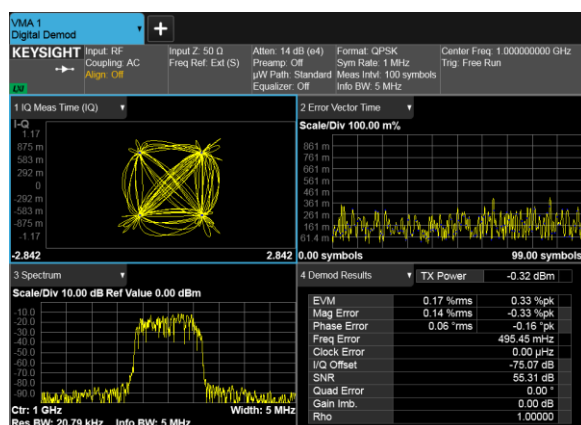 VMA 1
Digital Demod
KEYSIGHT
Input: RF
Coupling: AC
Align: Off
Input Z: 50 Ω
Freq Ref: Ext (S)
Atten: 14 dB (e4)
Preamp: Off
µW Path: Standard
Equalizer: Off
Format: QPSK
Sym Rate: 1 MHz
Meas Intvl: 100 symbols
Info BW: 5 MHz
Center Freq: 1.000000000 GHz
Trig: Free Run
LXI
1 IQ Meas Time (IQ)
I-Q
1.17
875 m
583 m
292 m
0
-292 m
-583 m
-875 m
-1.17
-2.842
2.842
2 Error Vector Time
Scale/Div 100.00 m%
861 m
761 m
661 m
561 m
461 m
361 m
261 m
161 m
61.4 m
0.00 symbols
99.00 symbols
3 Spectrum
Scale/Div 10.00 dB Ref Value 0.00 dBm
-10.0
-20.0
-30.0
-40.0
-50.0
-60.0
-70.0
-80.0
-90.0
Ctr: 1 GHz
Width: 5 MHz
Res BW: 20.79 kHz Info BW: 5 MHz
4 Demod Results
TX Power -0.32 dBm
EVM 0.17 %rms 0.33 %pk
Mag Error 0.14 %rms -0.33 %pk
Phase Error 0.06 °rms -0.16 °pk
Freq Error 495.45 mHz
Clock Error 0.00 µHz
I/Q Offset -75.07 dB
SNR 55.31 dB
Quad Error 0.00 °
Gain Imb. 0.00 dB
Rho 1.00000